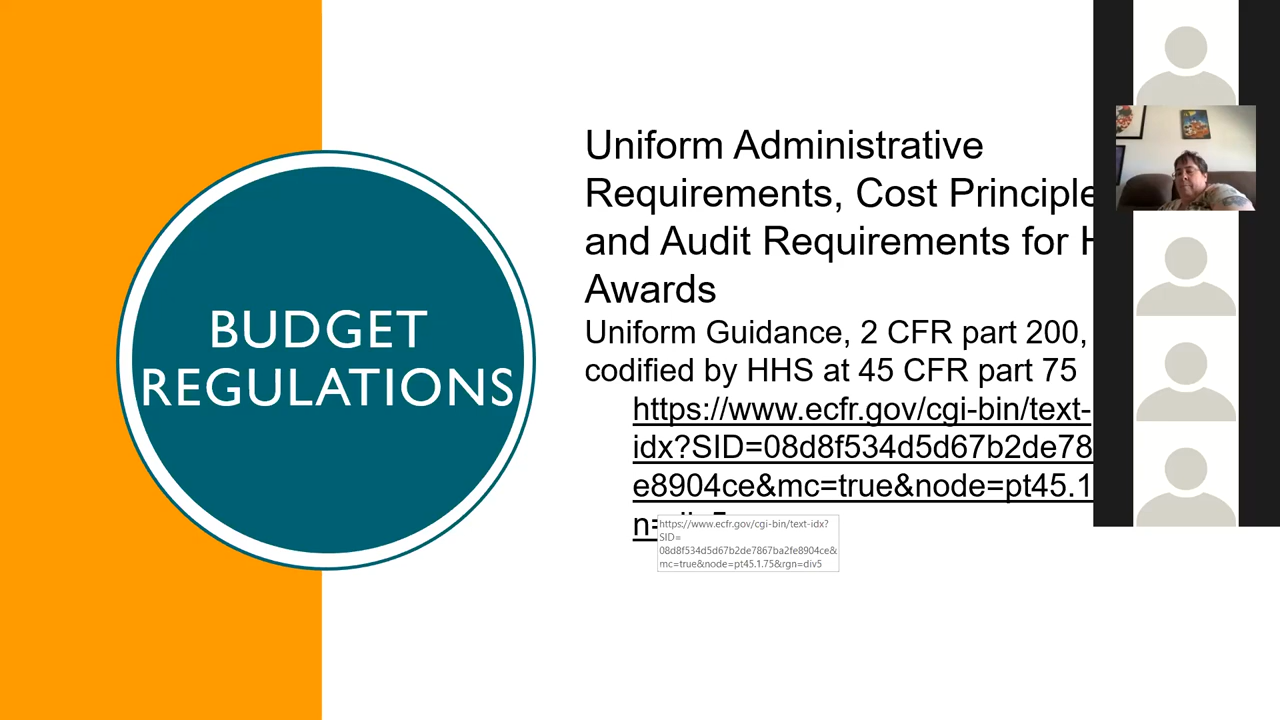 BUDGET
REGULATIONS
Uniform Administrative
Requirements, Cost Principle
and Audit Requirements for
Awards
Uniform Guidance, 2 CFR part 200,
codified by HHS at 45 CFR part 75
https://www.ecfr.gov/cgi-bin/text-
idx?SID=08d8f534d5d67b2de78
e8904ce&mc=true&node=pt45.1
n=
https://www.ecfr.gov/cgi-bin/text-idx?
SID=
08d8f534d5d67b2de7867ba2fe8904ce&
mc=true&node=pt45.1.75&rgn=div5